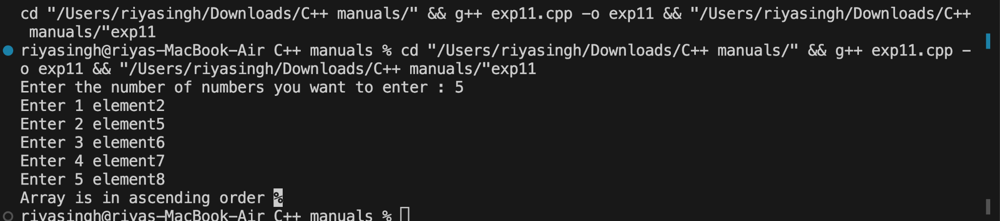 cd "/Users/riyasingh/Downloads/C++ manuals/" && g++ exp11.cpp -o exp11 && "/Users/riyasingh/Downloads/C++
 manuals/"exp11
riyasingh@riyas-MacBook-Air C++ manuals % cd "/Users/riyasingh/Downloads/C++ manuals/" && g++ exp11.cpp -
o exp11 && "/Users/riyasingh/Downloads/C++ manuals/"exp11
Enter the number of numbers you want to enter : 5
Enter 1 element2
Enter 2 element5
Enter 3 element6
Enter 4 element7
Enter 5 element8
Array is in ascending order %
riyasingh@riyas-MacBook-Air C++ manuals %